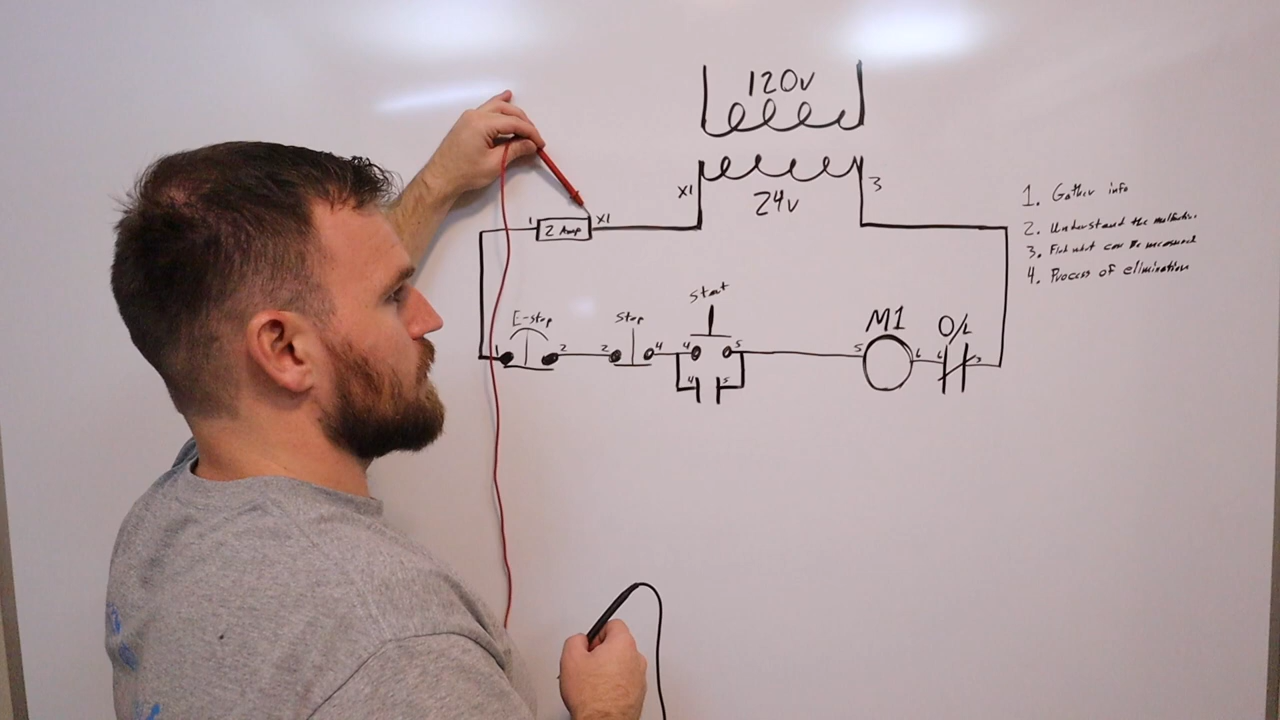 120v
24v
X1
3
1
2 Amp
X1
1. Gather info
2. Understand the
3. Find what can be measured
4. Process of elimination
E-stop
Stop
Start
M1
O/L
1
2
2
4
4
5
5
6
6
3
4
5